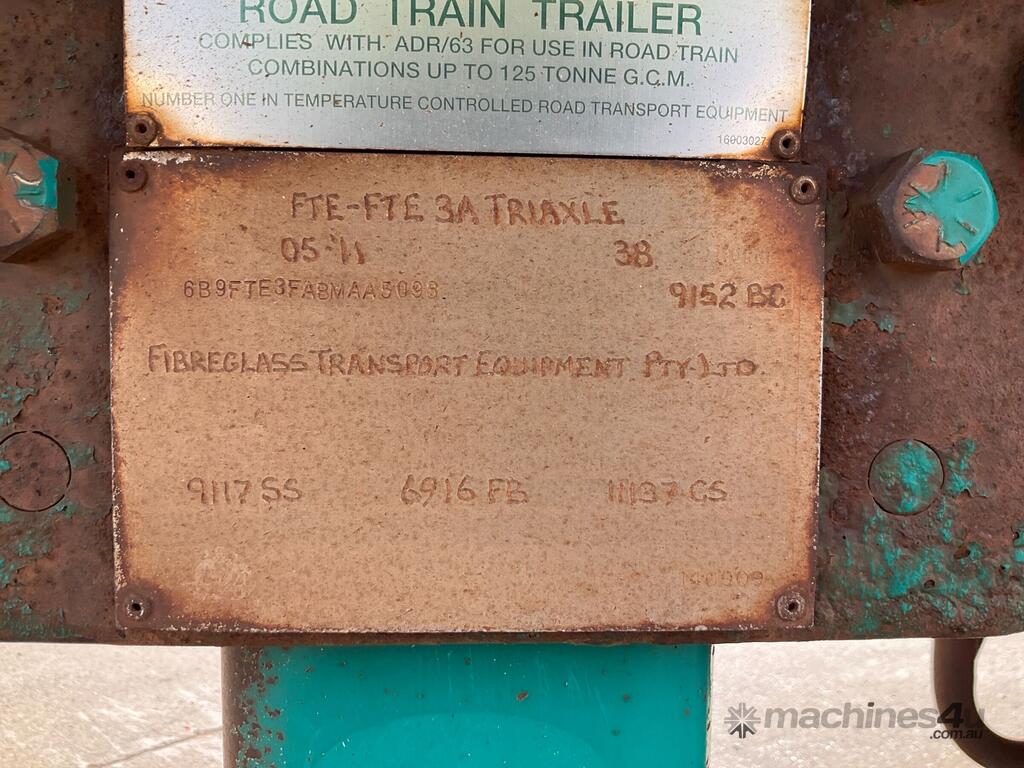 ROAD TRAIN TRAILER
COMPLIES WITH ADR/63 FOR USE IN ROAD TRAIN
COMBINATIONS UP TO 125 TONNE G.C.M.
NUMBER ONE IN TEMPERATURE CONTROLLED ROAD TRANSPORT EQUIPMENT
16003027
FTE-FTE 3A TRIAXLE
05 '11 38
6B9FTE3FABMAA5093 9152 BC
FIBREGLASS TRANSPORT EQUIPMENT PTY. LTD.
9117 SS 6916 FB 11137 CS
machines4u
.com.au